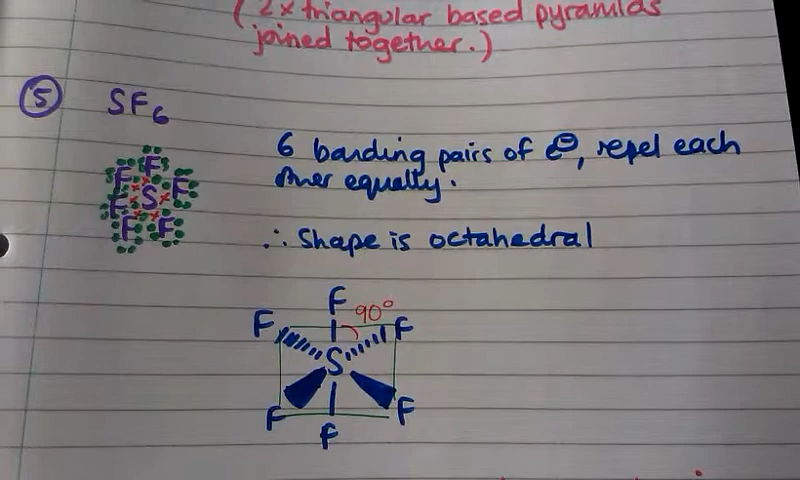 (2x triangular based pyramids
joined together.)
5 SF6
6 bonding pairs of e⊖, repel each
other equally.
F F F
F S
F F
∴ Shape is octahedral
F 90°
F F
S
F F
F